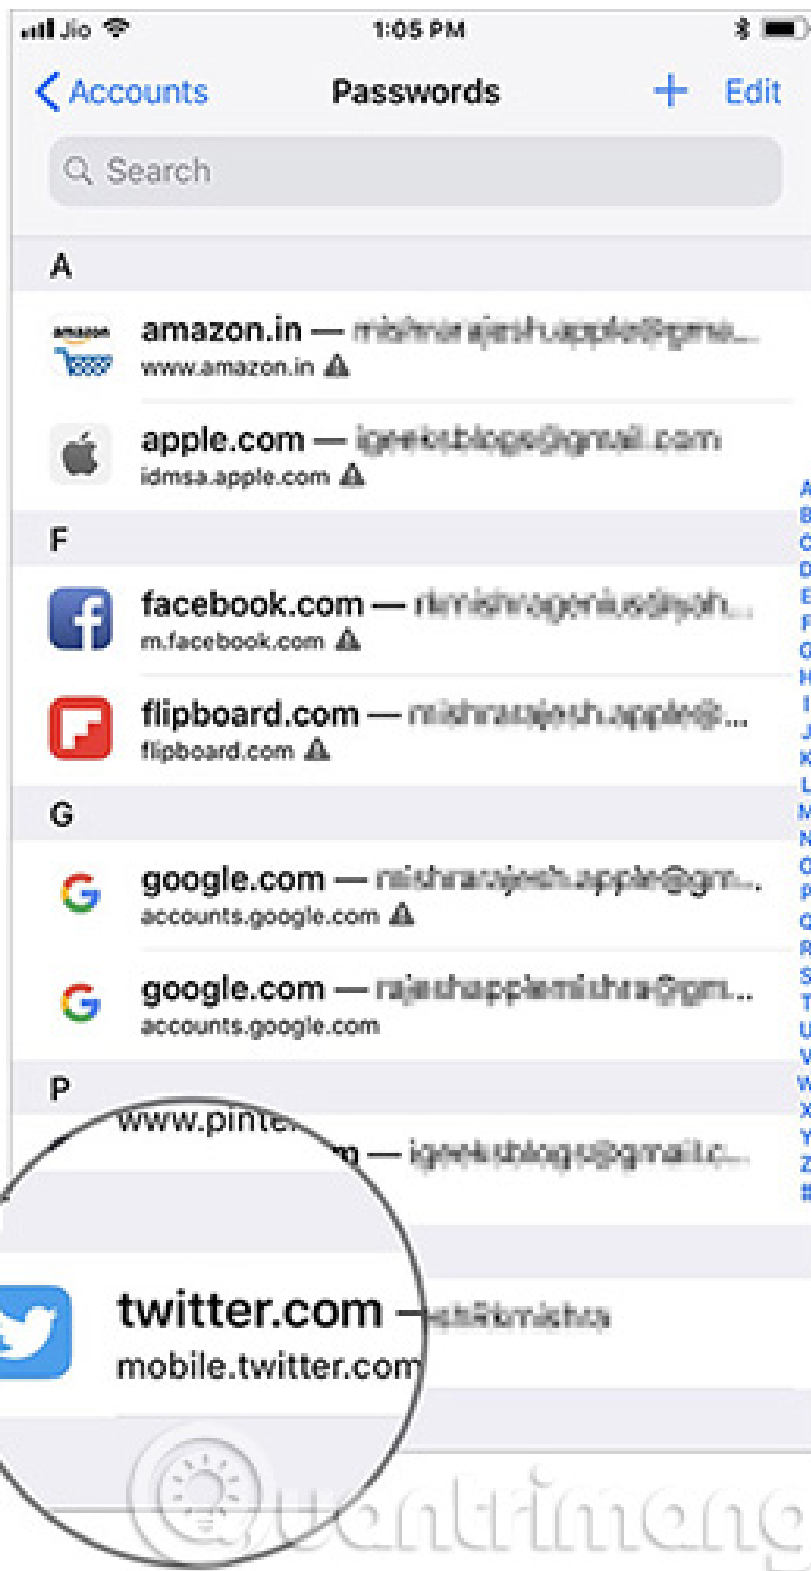 Jio 1:05 PM
Accounts Passwords + Edit
Search
A
amazon
amazon.in —
www.amazon.in
apple.com —
idmsa.apple.com
F
facebook.com —
m.facebook.com
flipboard.com —
flipboard.com
G
google.com —
accounts.google.com
google.com —
accounts.google.com
P
www.pinte
m —
twitter.com —
mobile.twitter.com
A
B
C
D
E
F
G
H
I
J
K
L
M
N
O
P
Q
R
S
T
U
V
W
X
Y
Z
#
Quantrimang